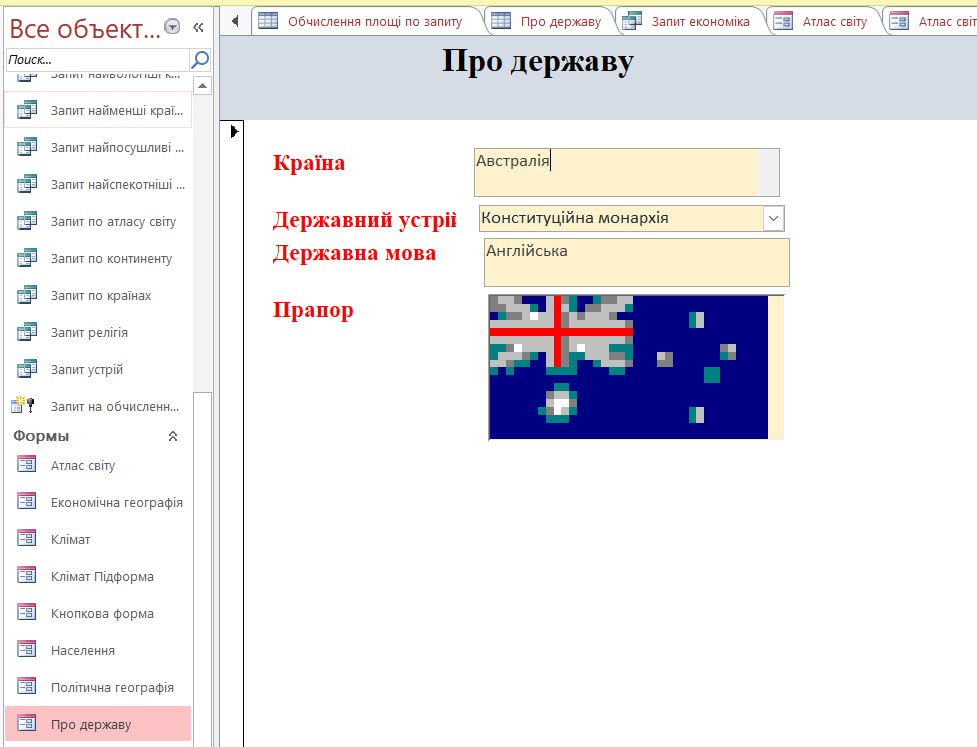 Все объект...
Поиск...
Запит найвологіші к...
Запит найменші краї...
Запит найпосушливі ...
Запит найспекотніші ...
Запит по атласу світу
Запит по континенту
Запит по країнах
Запит релігія
Запит устрій
Запит на обчисленн...
Формы
Атлас світу
Економічна географія
Клімат
Клімат Підформа
Кнопкова форма
Населення
Політична географія
Про державу
Обчислення площі по запиту
Про державу
Запит економіка
Атлас світу
Атлас світ
Про державу
Країна
Австралія
Державний устрій
Конституційна монархія
Державна мова
Англійська
Прапор